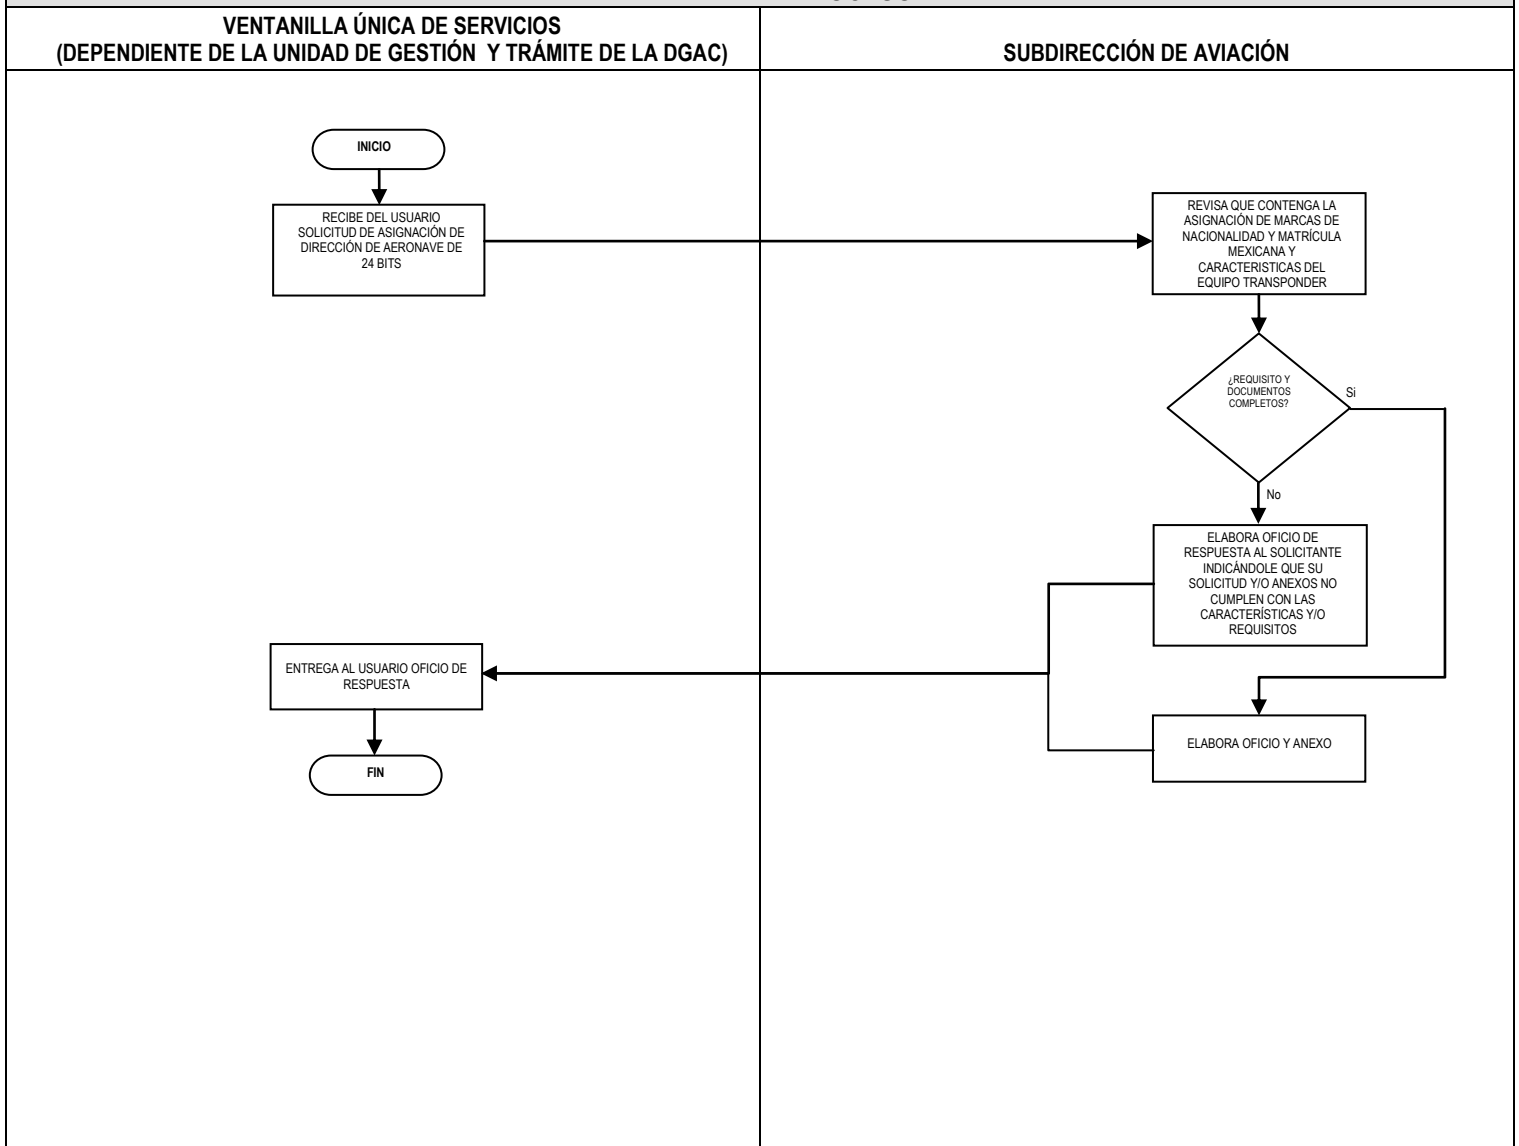 VENTANILLA ÚNICA DE SERVICIOS
(DEPENDIENTE DE LA UNIDAD DE GESTIÓN Y TRÁMITE DE LA DGAC)
SUBDIRECCIÓN DE AVIACIÓN
INICIO
RECIBE DEL USUARIO
SOLICITUD DE ASIGNACIÓN DE
DIRECCIÓN DE AERONAVE DE
24 BITS
REVISA QUE CONTENGA LA
ASIGNACIÓN DE MARCAS DE
NACIONALIDAD Y MATRÍCULA
MEXICANA Y
CARACTERISTICAS DEL
EQUIPO TRANSPONDER
¿REQUISITO Y
DOCUMENTOS
COMPLETOS?
Si
No
ELABORA OFICIO DE
RESPUESTA AL SOLICITANTE
INDICÁNDOLE QUE SU
SOLICITUD Y/O ANEXOS NO
CUMPLEN CON LAS
CARACTERÍSTICAS Y/O
REQUISITOS
ENTREGA AL USUARIO OFICIO DE
RESPUESTA
ELABORA OFICIO Y ANEXO
FIN